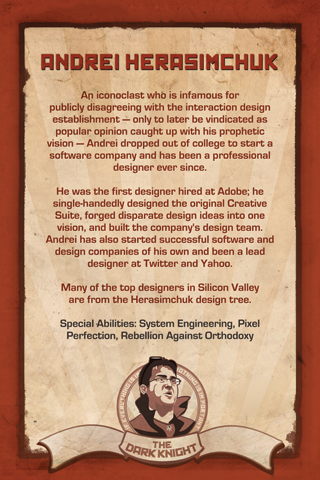 ANDREI HERASIMCHUK
An iconoclast who is infamous for
publicly disagreeing with the interaction design
establishment — only to later be vindicated as
popular opinion caught up with his prophetic
vision — Andrei dropped out of college to start a
software company and has been a professional
designer ever since.
He was the first designer hired at Adobe; he
single-handedly designed the original Creative
Suite, forged disparate design ideas into one
vision, and built the company's design team.
Andrei has also started successful software and
design companies of his own and been a lead
designer at Twitter and Yahoo.
Many of the top designers in Silicon Valley
are from the Herasimchuk design tree.
Special Abilities: System Engineering, Pixel
Perfection, Rebellion Against Orthodoxy
THE
DARK KNIGHT